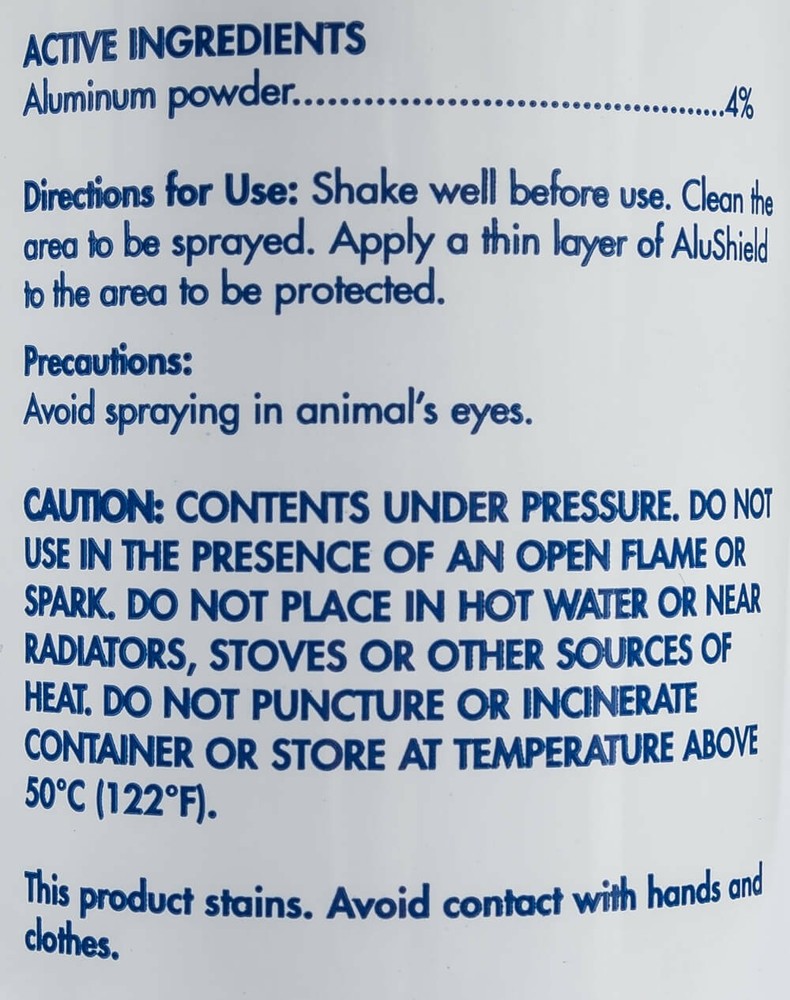 ACTIVE INGREDIENTS
Aluminum powder.................................................4%
Directions for Use: Shake well before use. Clean the
area to be sprayed. Apply a thin layer of AluShield
to the area to be protected.
Precautions:
Avoid spraying in animal's eyes.
CAUTION: CONTENTS UNDER PRESSURE. DO NOT
USE IN THE PRESENCE OF AN OPEN FLAME OR
SPARK. DO NOT PLACE IN HOT WATER OR NEAR
RADIATORS, STOVES OR OTHER SOURCES OF
HEAT. DO NOT PUNCTURE OR INCINERATE
CONTAINER OR STORE AT TEMPERATURE ABOVE
50°C (122°F).
This product stains. Avoid contact with hands and
clothes.